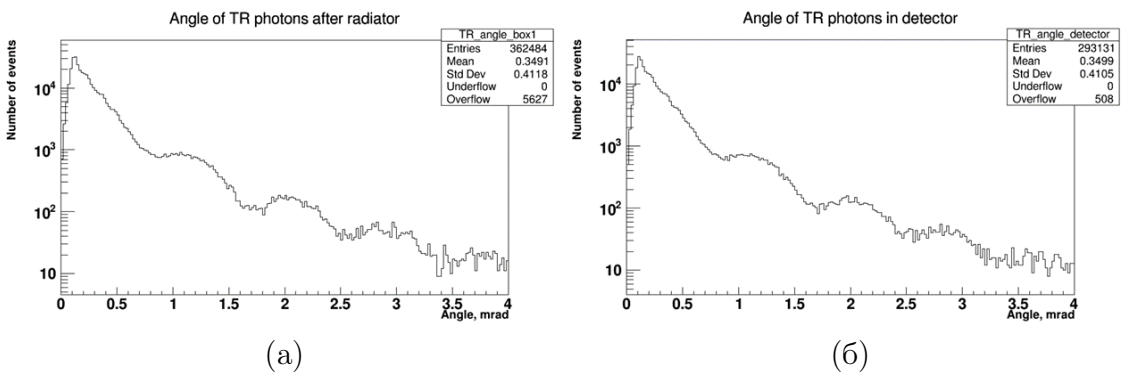 Angle of TR photons after radiator
TR_angle_box1
Entries 362484
Mean 0.3491
Std Dev 0.4118
Underflow 0
Overflow 5627
Number of events
10⁴
10³
10²
10
0 0.5 1 1.5 2 2.5 3 3.5 4
Angle, mrad
(а)
Angle of TR photons in detector
TR_angle_detector
Entries 293131
Mean 0.3499
Std Dev 0.4105
Underflow 0
Overflow 508
Number of events
10⁴
10³
10²
10
0 0.5 1 1.5 2 2.5 3 3.5 4
Angle, mrad
(б)